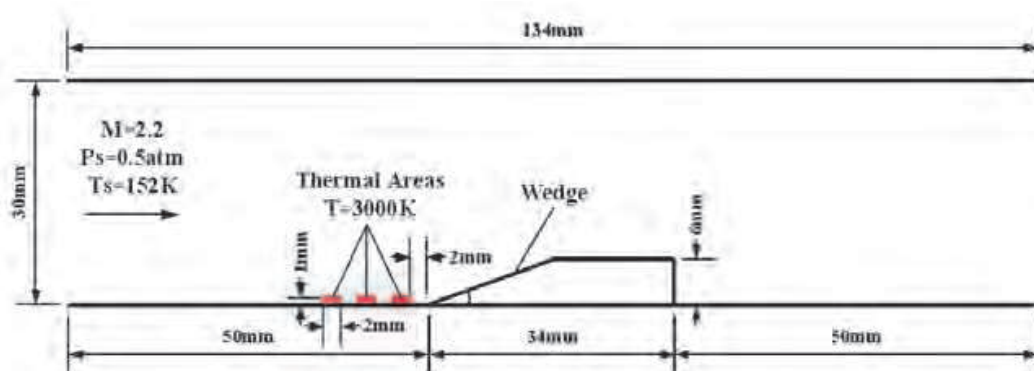 134mm
30mm
M=2.2
Ps=0.5atm
Ts=152K
Thermal Areas
T=3000K
Wedge
6mm
1mm
2mm
2mm
50mm
34mm
50mm